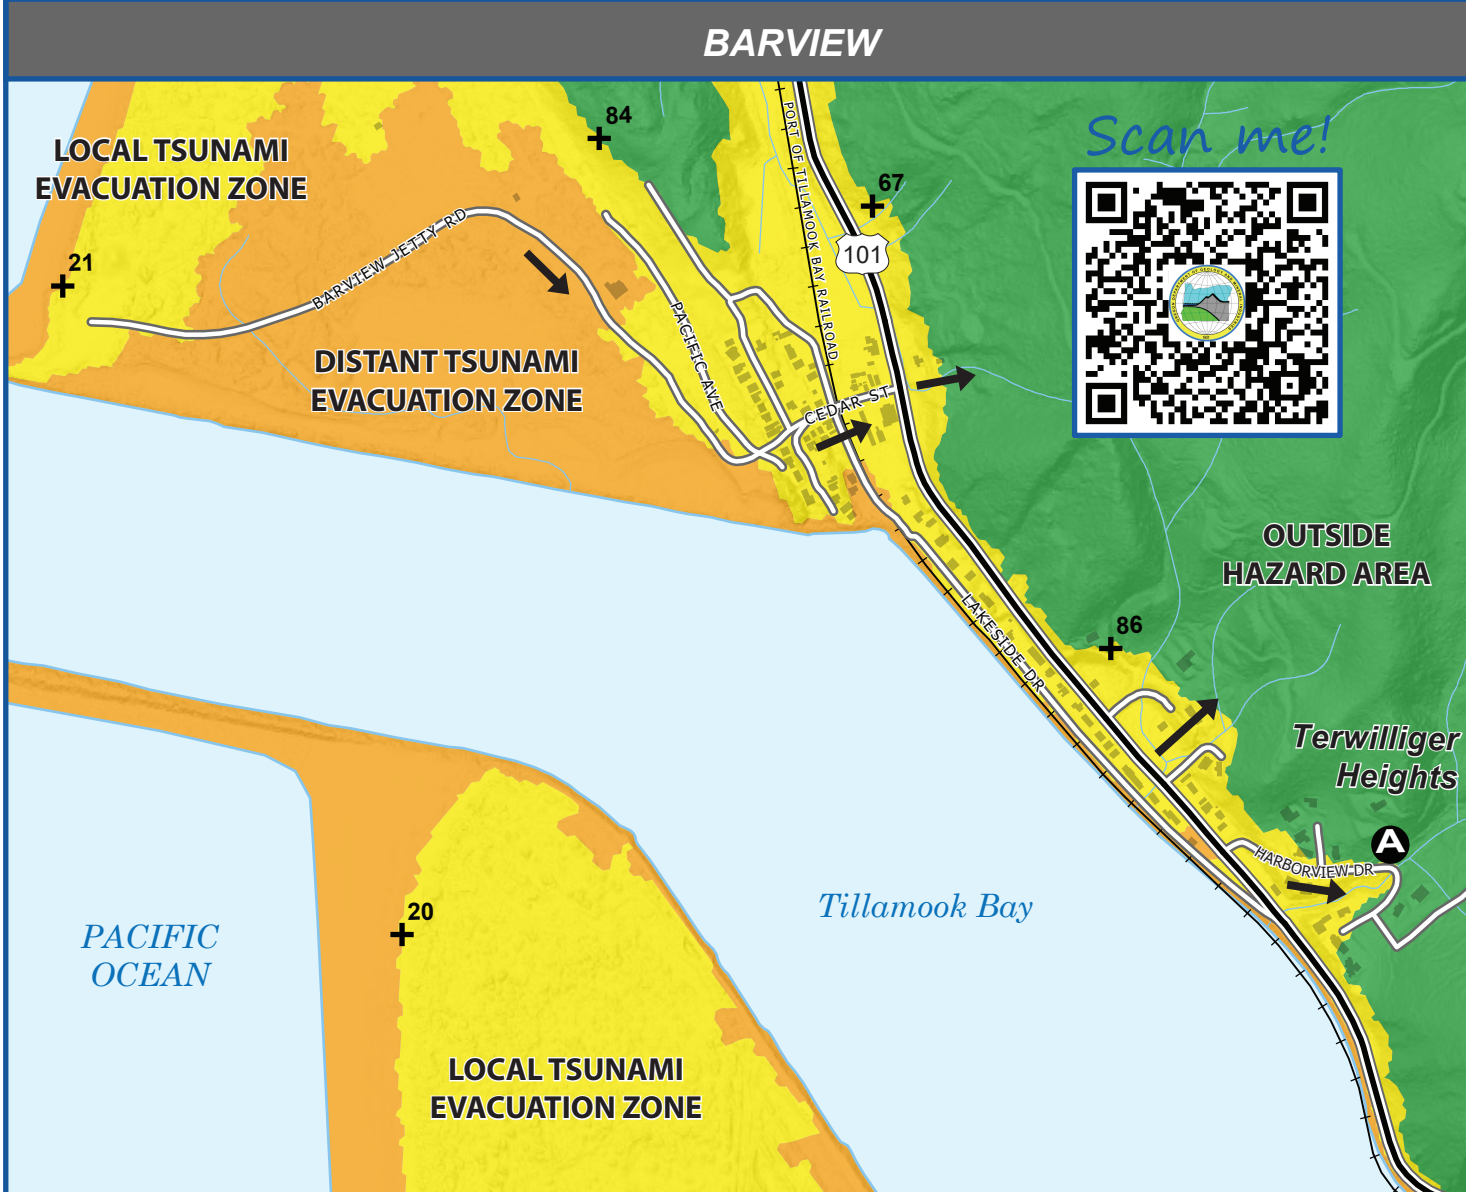 BARVIEW
84
Scan me!
LOCAL TSUNAMI
EVACUATION ZONE
67
PORT OF TILLAMOOK BAY RAILROAD
BARVIEW JETTY RD
101
21
PACIFIC AVE
DISTANT TSUNAMI
EVACUATION ZONE
CEDAR ST
OUTSIDE
HAZARD AREA
LAKESIDE DR
86
Terwilliger
Heights
A
HARBORVIEW DR
Tillamook Bay
20
PACIFIC
OCEAN
LOCAL TSUNAMI
EVACUATION ZONE